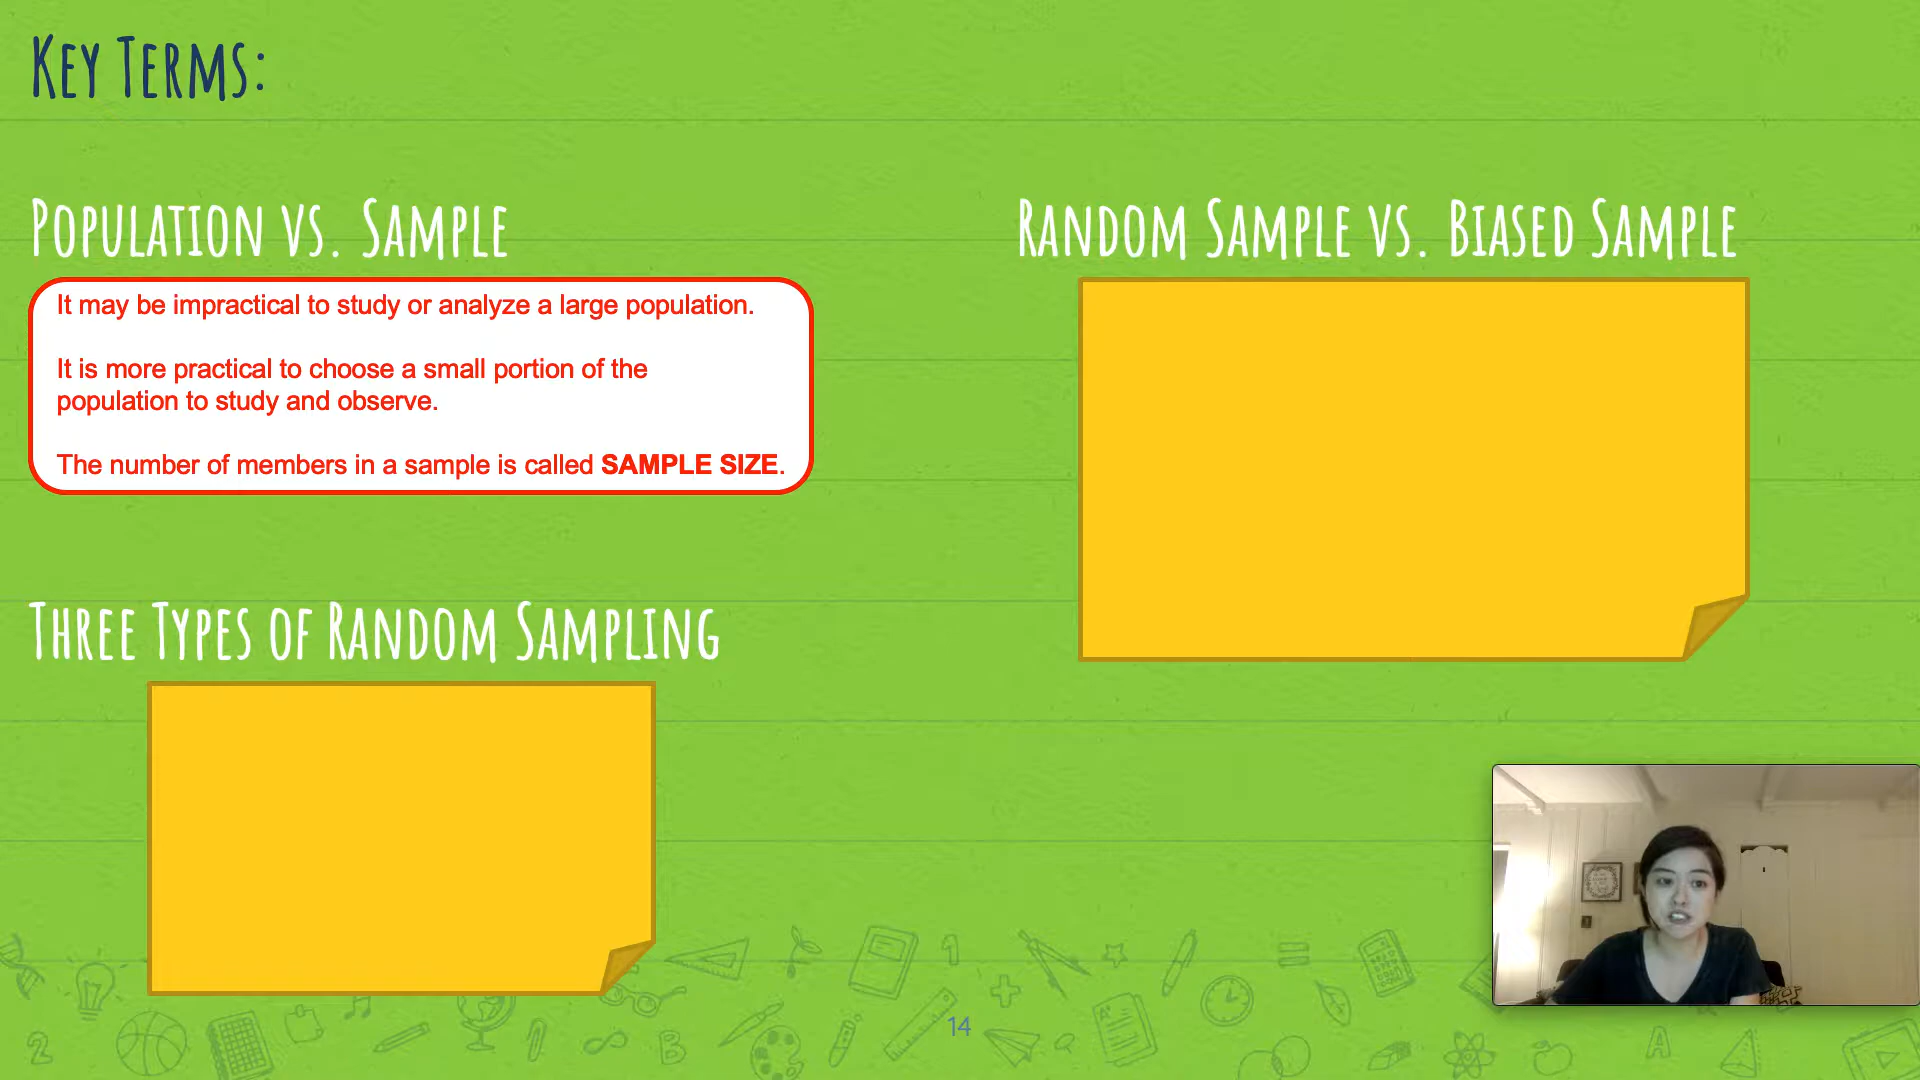 KEY TERMS:
POPULATION VS. SAMPLE
It may be impractical to study or analyze a large population.
It is more practical to choose a small portion of the
population to study and observe.
The number of members in a sample is called SAMPLE SIZE.
RANDOM SAMPLE VS. BIASED SAMPLE
THREE TYPES OF RANDOM SAMPLING
14